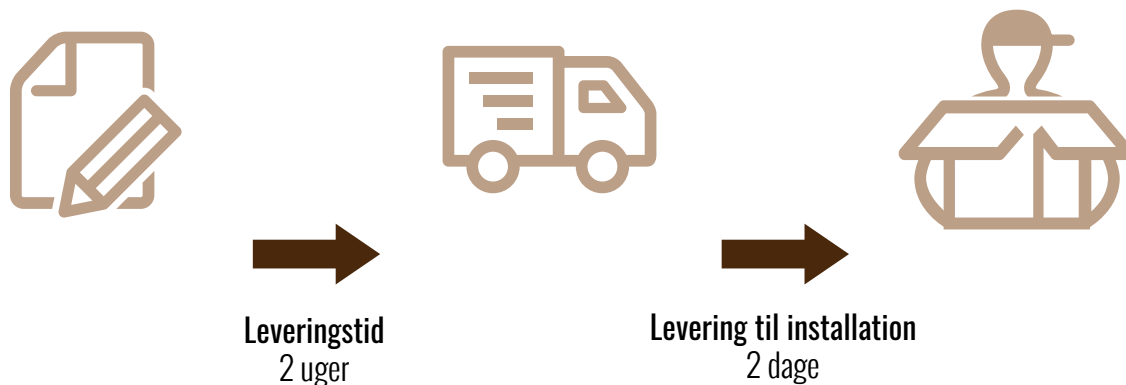 Leveringstid
2 uger
Levering til installation
2 dage